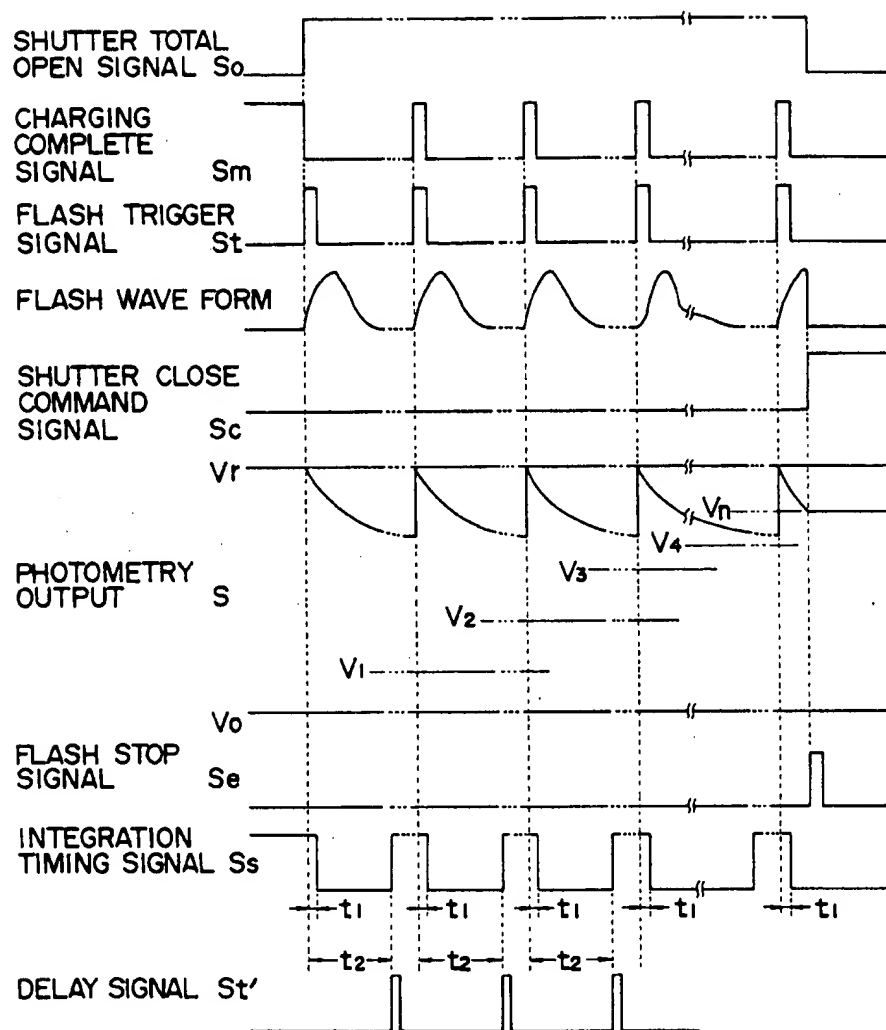 SHUTTER TOTAL
OPEN SIGNAL So
CHARGING
COMPLETE
SIGNAL Sm
FLASH TRIGGER
SIGNAL St
FLASH WAVE FORM
SHUTTER CLOSE
COMMAND
SIGNAL Sc
Vr
Vn
V4
V3
PHOTOMETRY
OUTPUT S
V2
V1
Vo
FLASH STOP
SIGNAL Se
INTEGRATION
TIMING SIGNAL Ss
t1 t1 t1 t1 t1
t2 t2 t2
DELAY SIGNAL St'